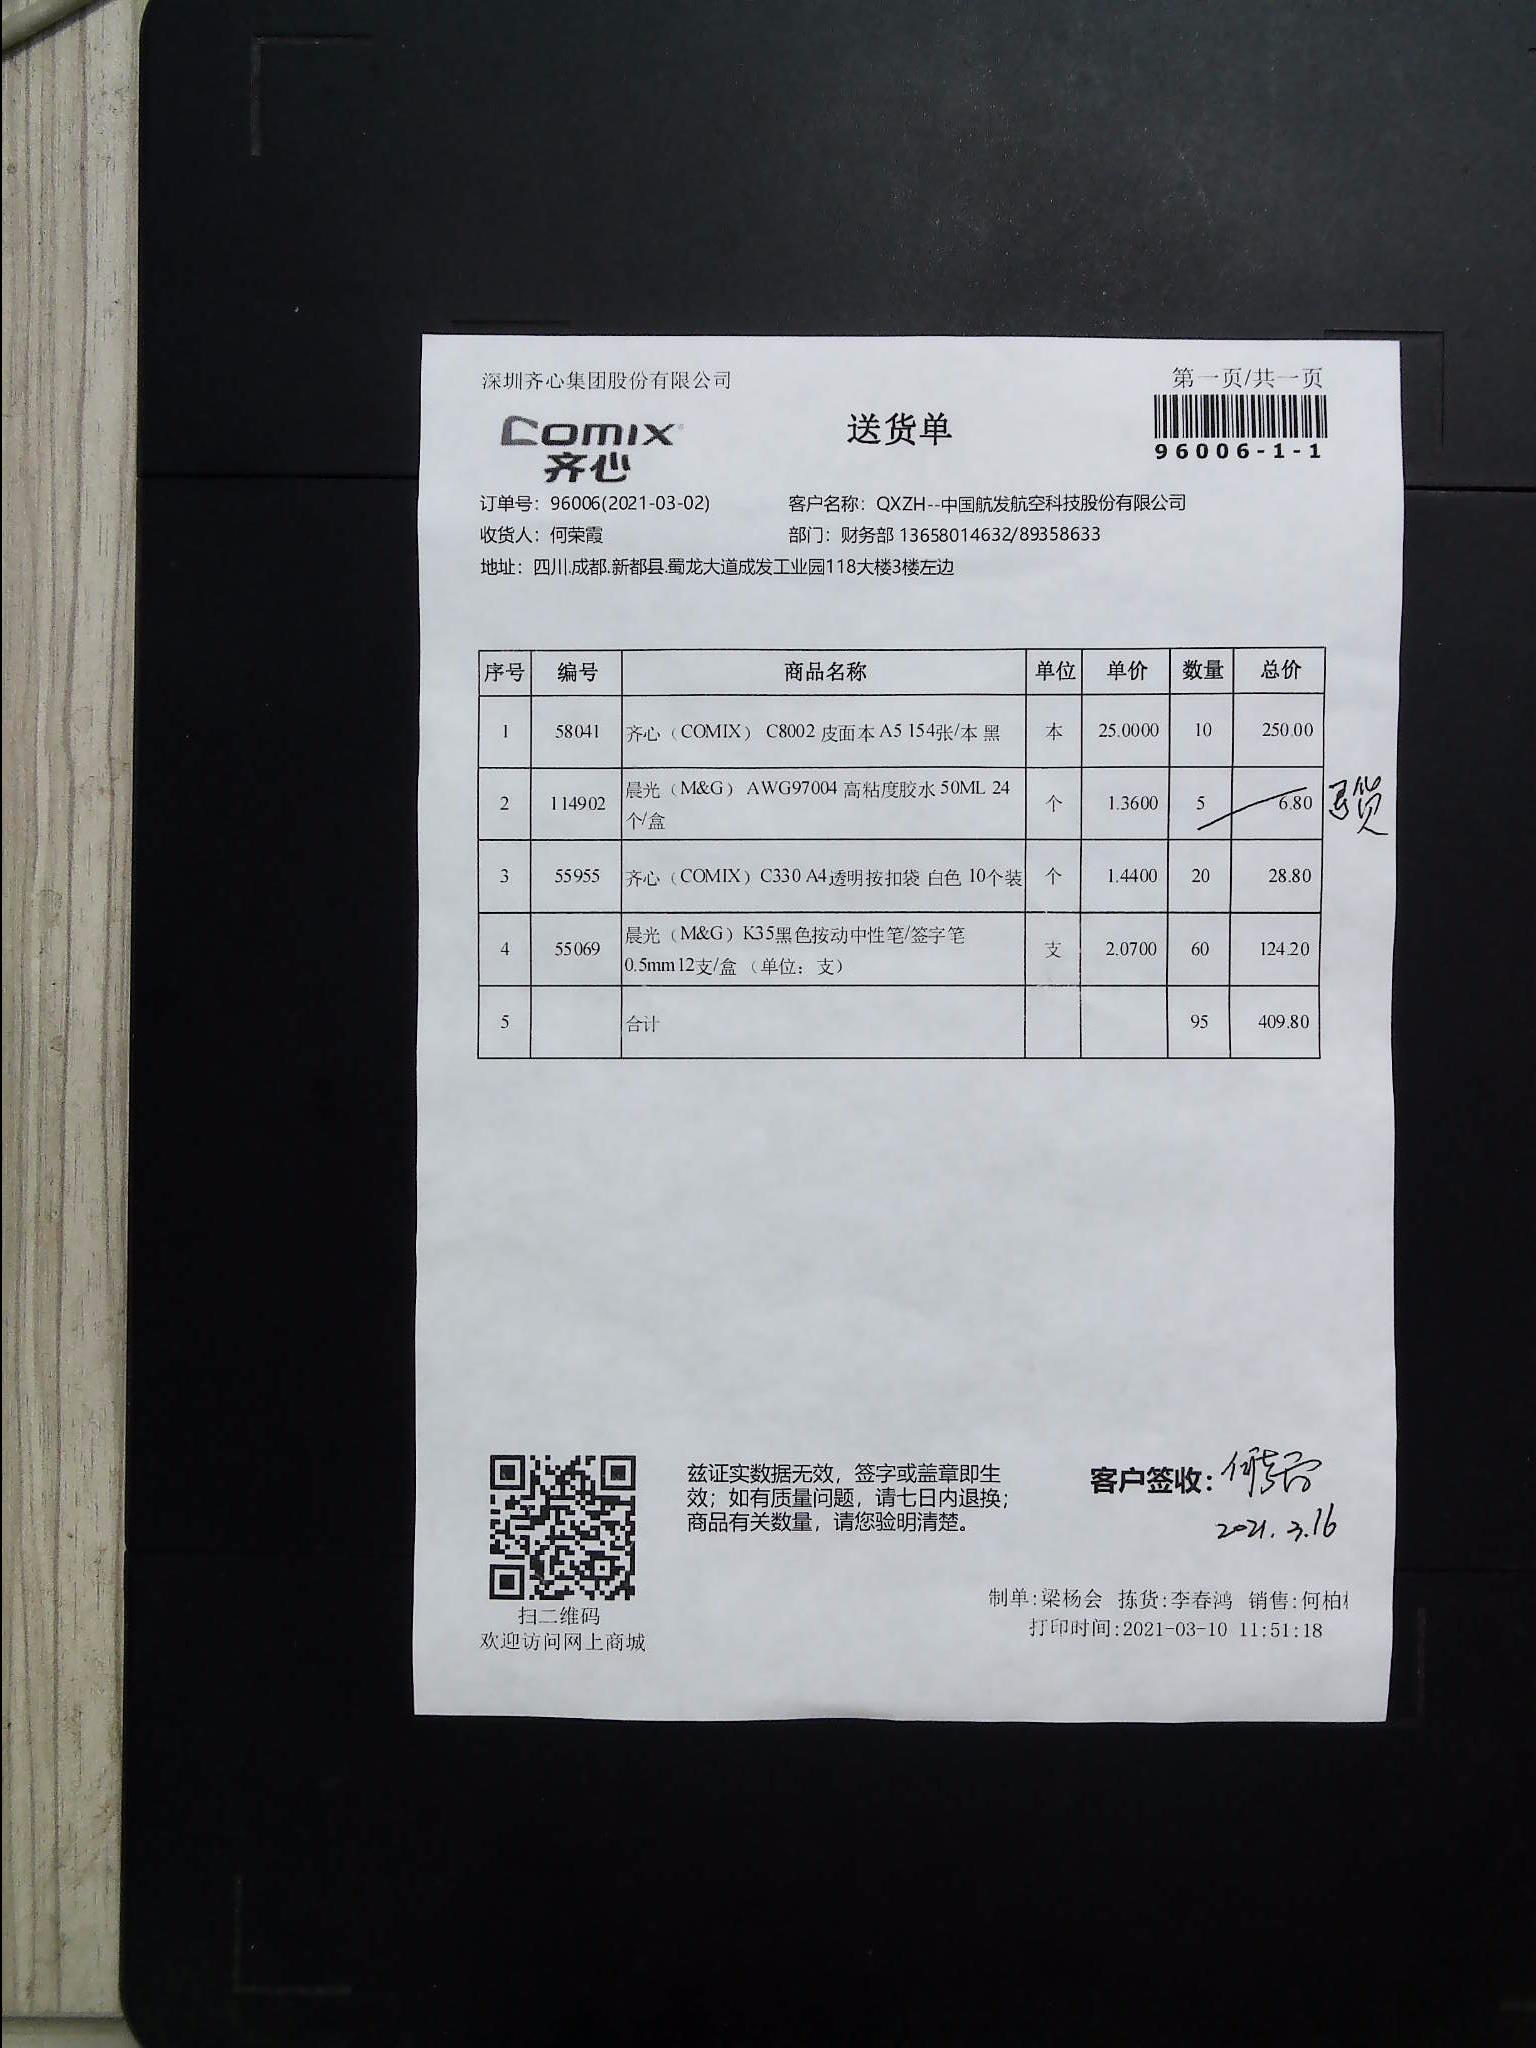 深圳齐心集团股份有限公司
第一页/共一页
COMIX
齐心
送货单
96006-1-1
订单号：96006(2021-03-02)
客户名称：QXZH--中国航发航空科技股份有限公司
收货人：何荣霞
部门：财务部 13658014632/89358633
地址：四川.成都.新都县.蜀龙大道成发工业园118大楼3楼左边
序号 编号 商品名称 单位 单价 数量 总价
1 58041 齐心（COMIX） C8002 皮面本 A5 154张/本 黑 本 25.0000 10 250.00
2 114902 晨光（M&G） AWG97004 高粘度胶水 50ML 24 个 1.3600 5 6.80 退货
个/盒
3 55955 齐心（COMIX）C330 A4透明按扣袋 白色 10个装 个 1.4400 20 28.80
4 55069 晨光（M&G）K35黑色按动中性笔/签字笔 支 2.0700 60 124.20
0.5mm12支/盒 （单位：支）
5 合计 95 409.80
兹证实数据无效，签字或盖章即生
效；如有质量问题，请七日内退换；
商品有关数量，请您验明清楚。
客户签收：何荣霞
2021.3.16
扫二维码
欢迎访问网上商城
制单:梁杨会 拣货:李春鸿 销售:何柏
打印时间:2021-03-10 11:51:18